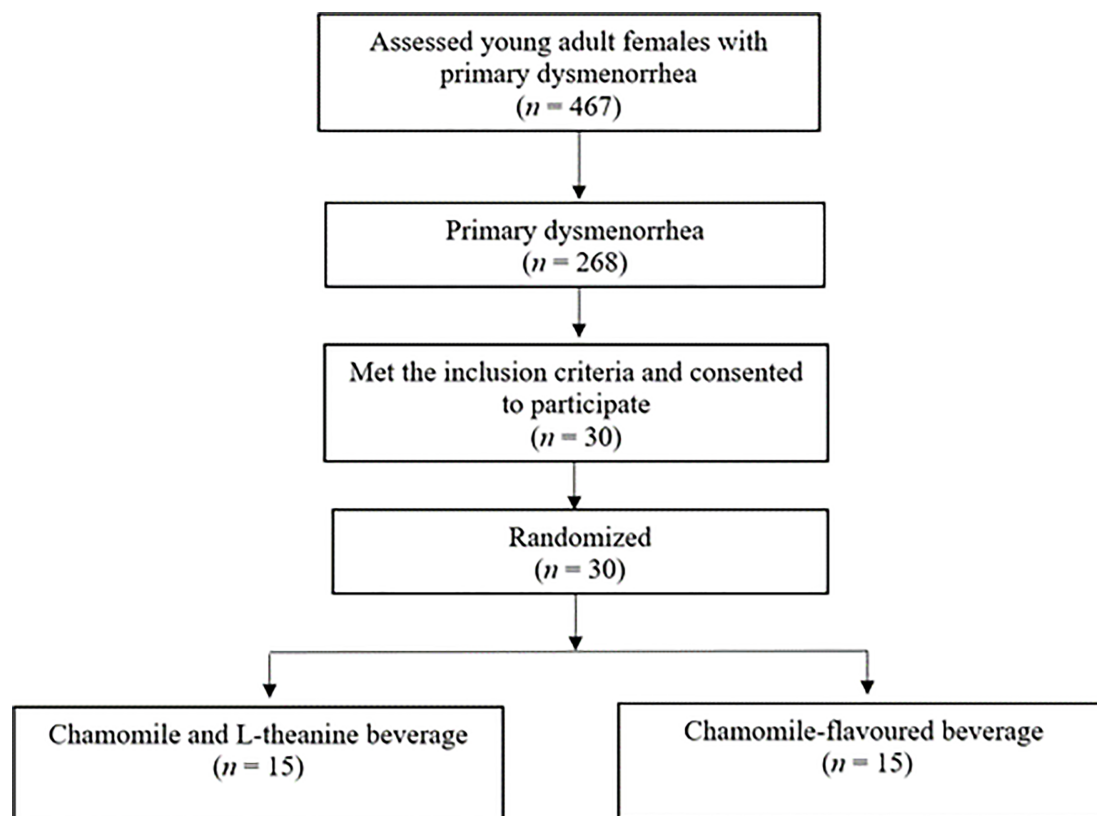 Assessed young adult females with
primary dysmenorrhea
(n = 467)
Primary dysmenorrhea
(n = 268)
Met the inclusion criteria and consented
to participate
(n = 30)
Randomized
(n = 30)
Chamomile and L-theanine beverage
(n = 15)
Chamomile-flavoured beverage
(n = 15)